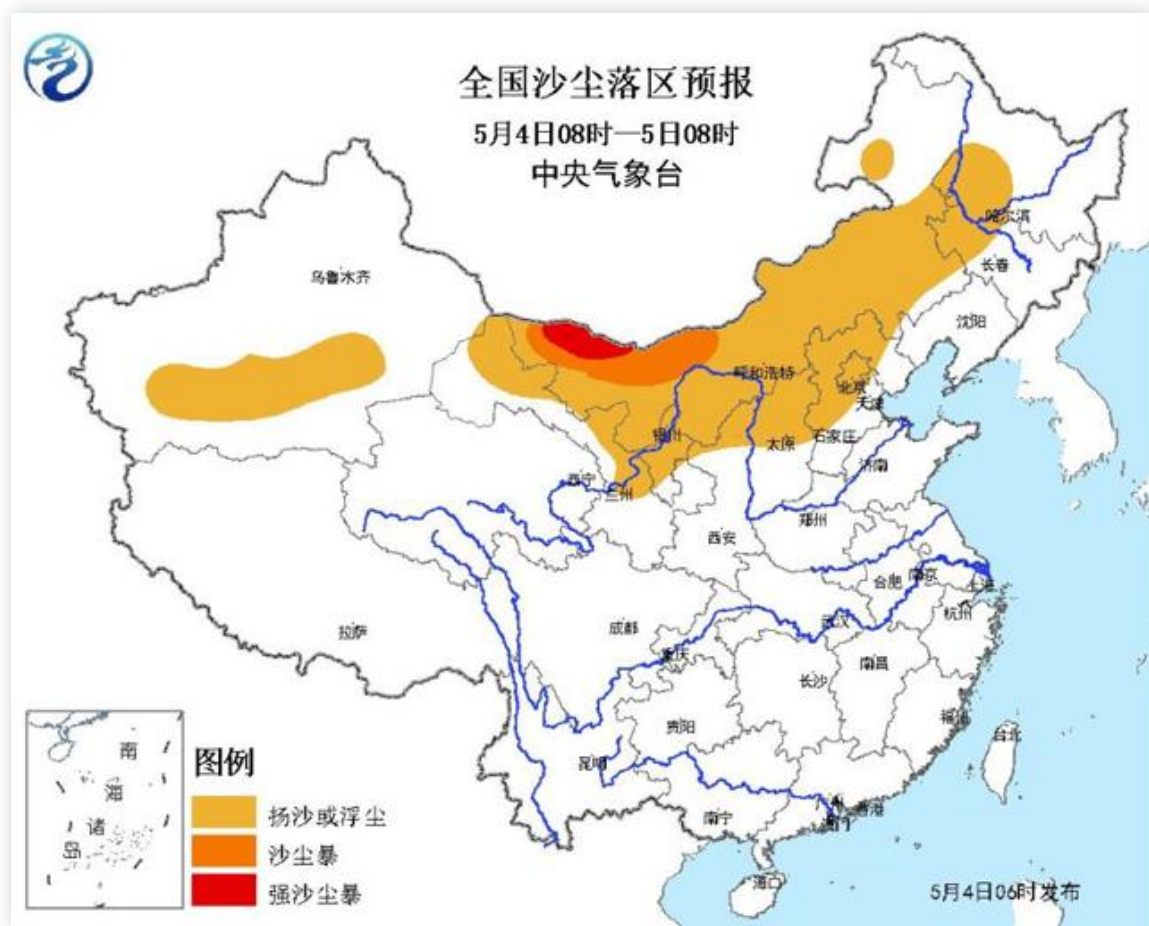 全国沙尘落区预报
5月4日08时—5日08时
中央气象台
哈尔滨
长春
乌鲁木齐
沈阳
呼和浩特
北京
天津
银川
太原
石家庄
济南
西宁
兰州
郑州
西安
合肥
南京
上海
杭州
成都
武汉
拉萨
重庆
南昌
长沙
福州
贵阳
台北
昆明
广州
香港
澳门
南宁
海口
南
海
诸
图例
扬沙或浮尘
沙尘暴
强沙尘暴
5月4日06时发布